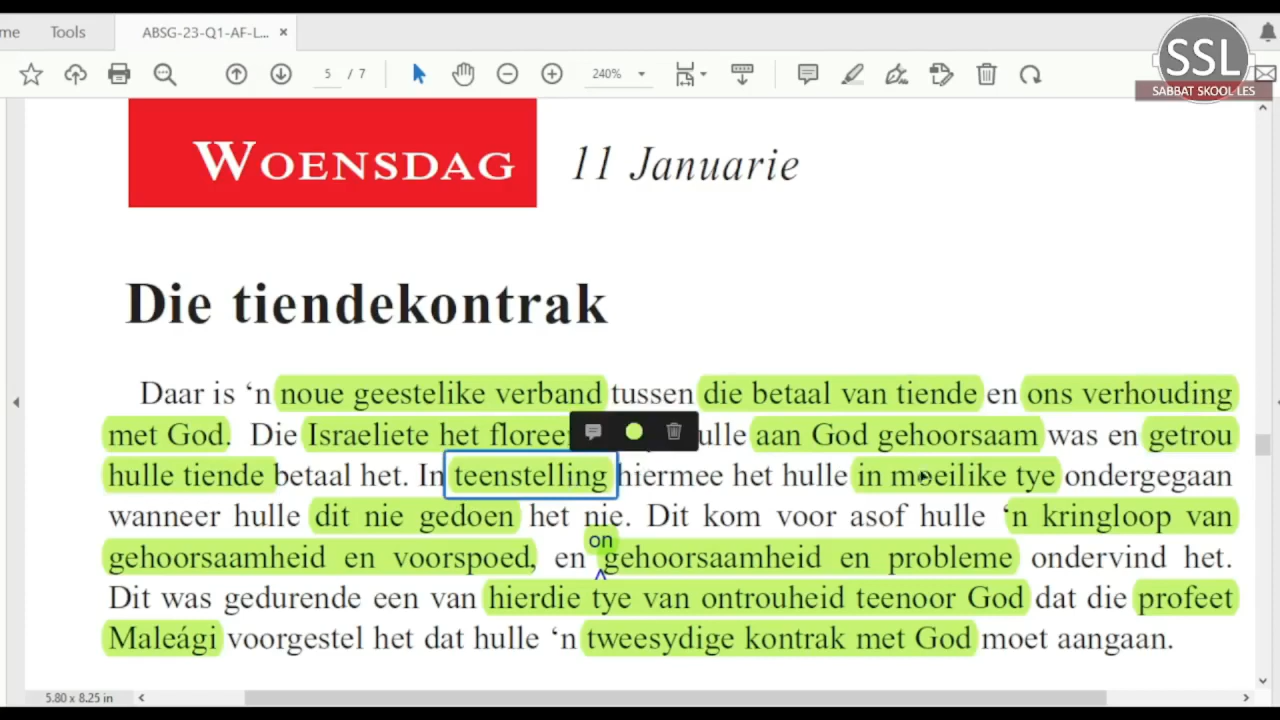 me Tools ABSG-23-Q1-AF-L... ×
SSL
SABBAT SKOOL LES
5 / 7 240%
WOENSDAG 11 Januarie
Die tiendekontrak
Daar is ‘n noue geestelike verband tussen die betaal van tiende en ons verhouding
met God. Die Israeliete het floree ulle aan God gehoorsaam was en getrou
hulle tiende betaal het. In teenstelling hiermee het hulle in moeilike tye ondergegaan
wanneer hulle dit nie gedoen het nie. Dit kom voor asof hulle ‘n kringloop van
on
gehoorsaamheid en voorspoed, en gehoorsaamheid en probleme ondervind het.
Dit was gedurende een van hierdie tye van ontrouheid teenoor God dat die profeet
Maleági voorgestel het dat hulle ‘n tweesydige kontrak met God moet aangaan.
5.80 x 8.25 in